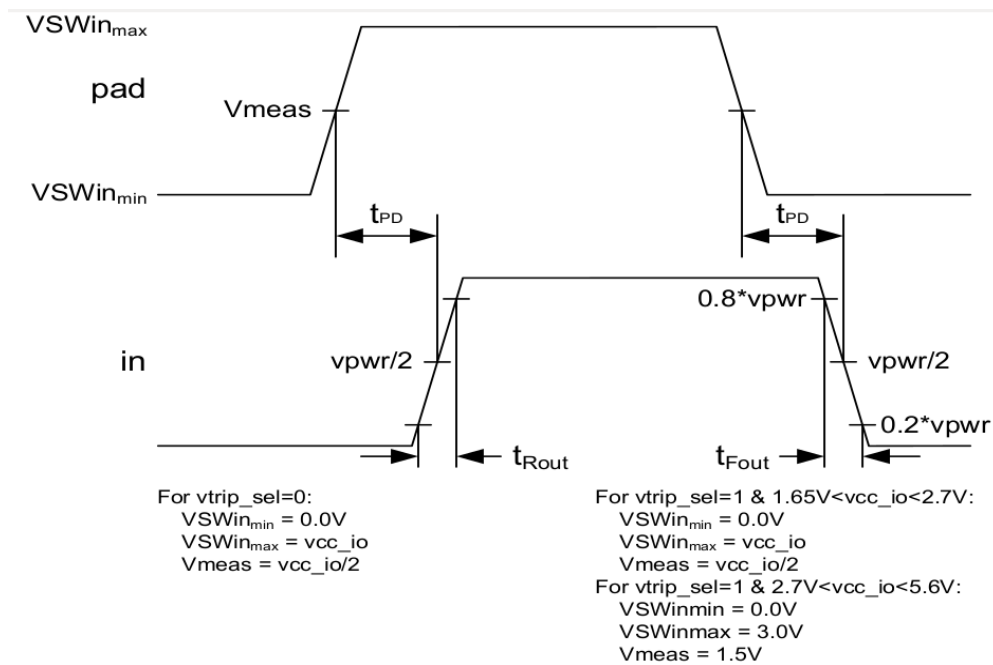 VSWinmax
pad
Vmeas
VSWinmin
tPD
tPD
0.8*vpwr
in
vpwr/2
vpwr/2
0.2*vpwr
tRout
tFout
For vtrip_sel=0:
VSWinmin = 0.0V
VSWinmax = vcc_io
Vmeas = vcc_io/2
For vtrip_sel=1 & 1.65V<vcc_io<2.7V:
VSWinmin = 0.0V
VSWinmax = vcc_io
Vmeas = vcc_io/2
For vtrip_sel=1 & 2.7V<vcc_io<5.6V:
VSWinmin = 0.0V
VSWinmax = 3.0V
Vmeas = 1.5V